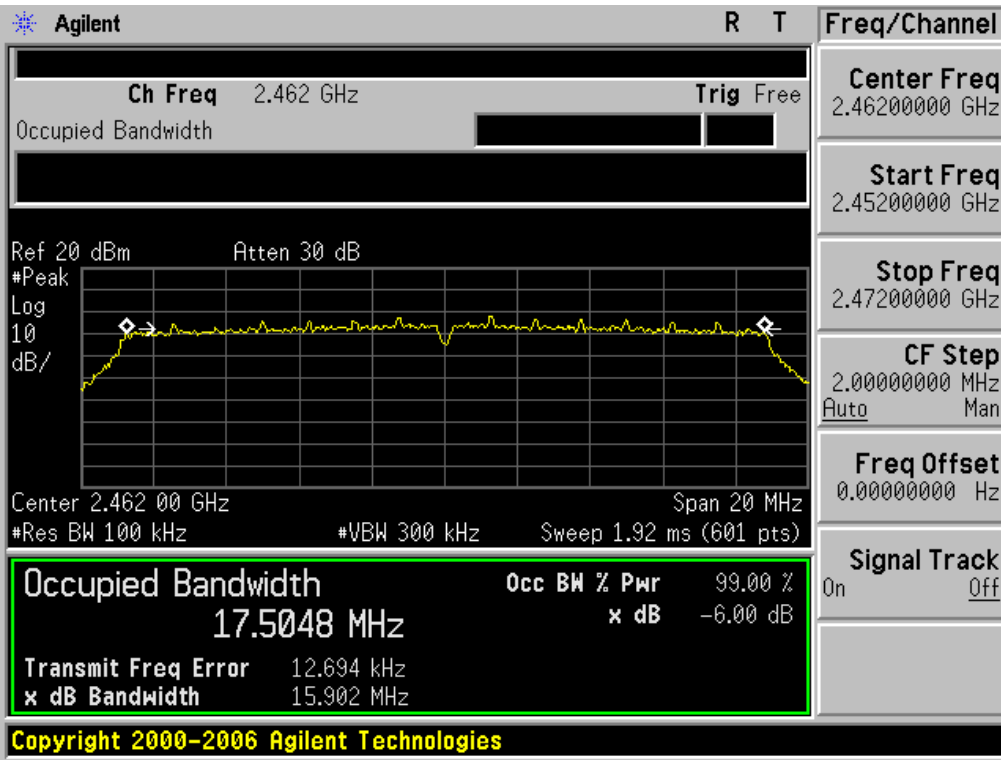 Agilent R T
Ch Freq 2.462 GHz Trig Free
Occupied Bandwidth
Ref 20 dBm Atten 30 dB
#Peak
Log
10
dB/
Center 2.462 00 GHz Span 20 MHz
#Res BW 100 kHz #VBW 300 kHz Sweep 1.92 ms (601 pts)
Occupied Bandwidth Occ BW % Pwr 99.00 %
17.5048 MHz x dB -6.00 dB
Transmit Freq Error 12.694 kHz
x dB Bandwidth 15.902 MHz
Copyright 2000-2006 Agilent Technologies
Freq/Channel
Center Freq
2.46200000 GHz
Start Freq
2.45200000 GHz
Stop Freq
2.47200000 GHz
CF Step
2.00000000 MHz
Auto Man
Freq Offset
0.00000000 Hz
Signal Track
On Off